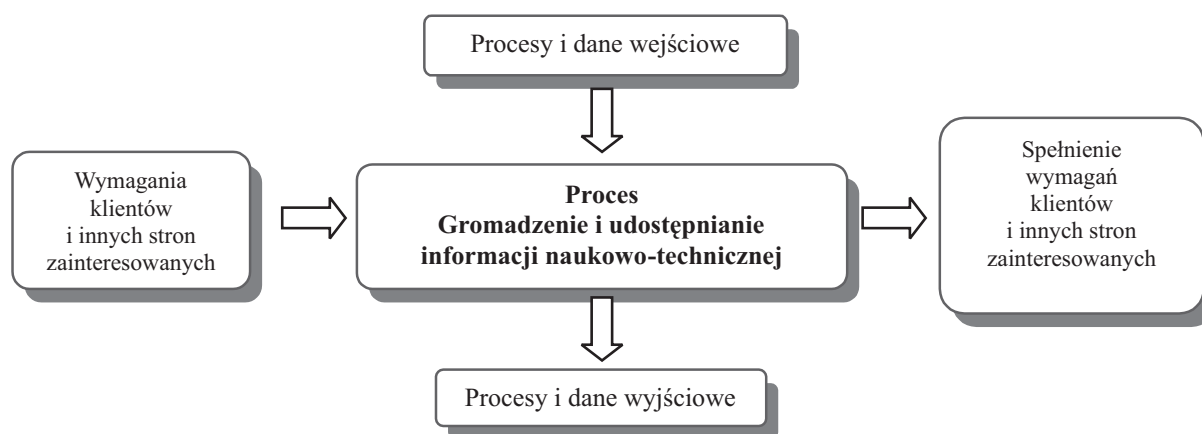 Procesy i dane wejściowe
Wymagania
klientów
i innych stron
zainteresowanych
Proces
Gromadzenie i udostępnianie
informacji naukowo-technicznej
Spełnienie
wymagań
klientów
i innych stron
zainteresowanych
Procesy i dane wyjściowe